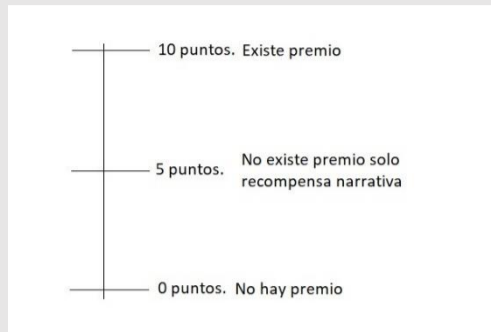 10 puntos. Existe premio
5 puntos. No existe premio solo
recompensa narrativa
0 puntos. No hay premio